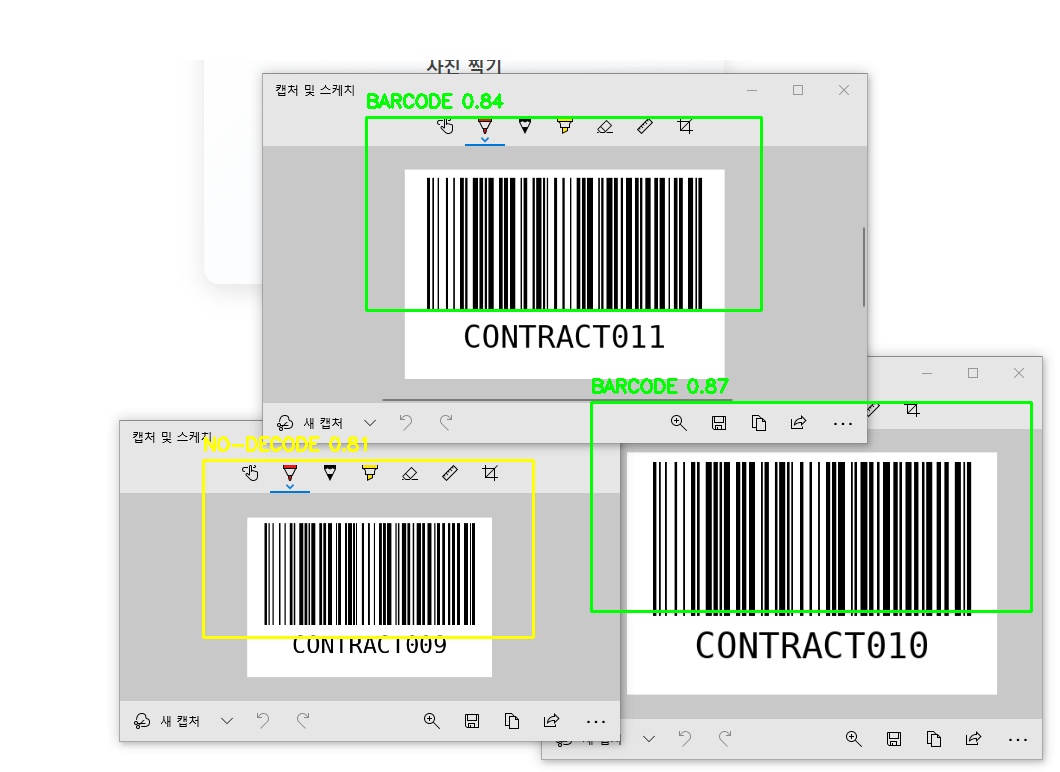 사진 찍기
캡처 및 스케치
BARCODE 0.84
CONTRACT011
새 캡처
BARCODE 0.87
CONTRACT010
새 캡처
캡처 및 스케치
NO-DECODE 0.81
CONTRACT009
새 캡처